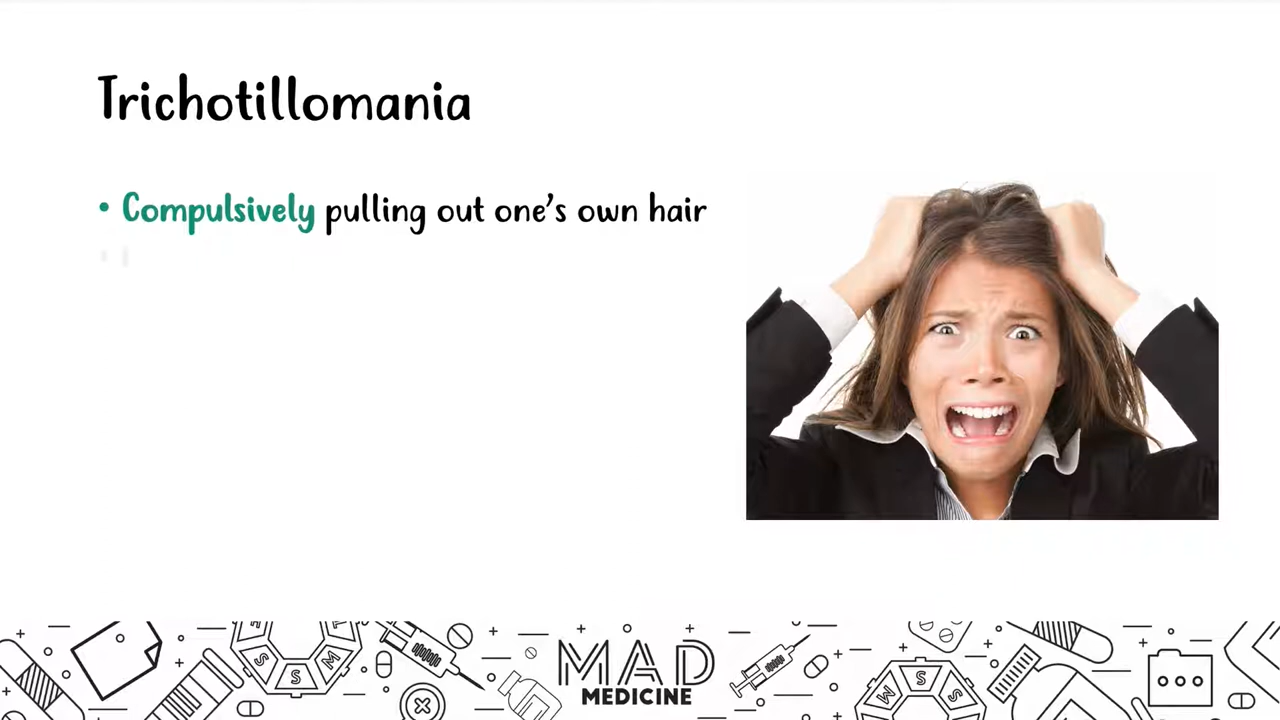 Trichotillomania
• Compulsively pulling out one's own hair
MAD
MEDICINE